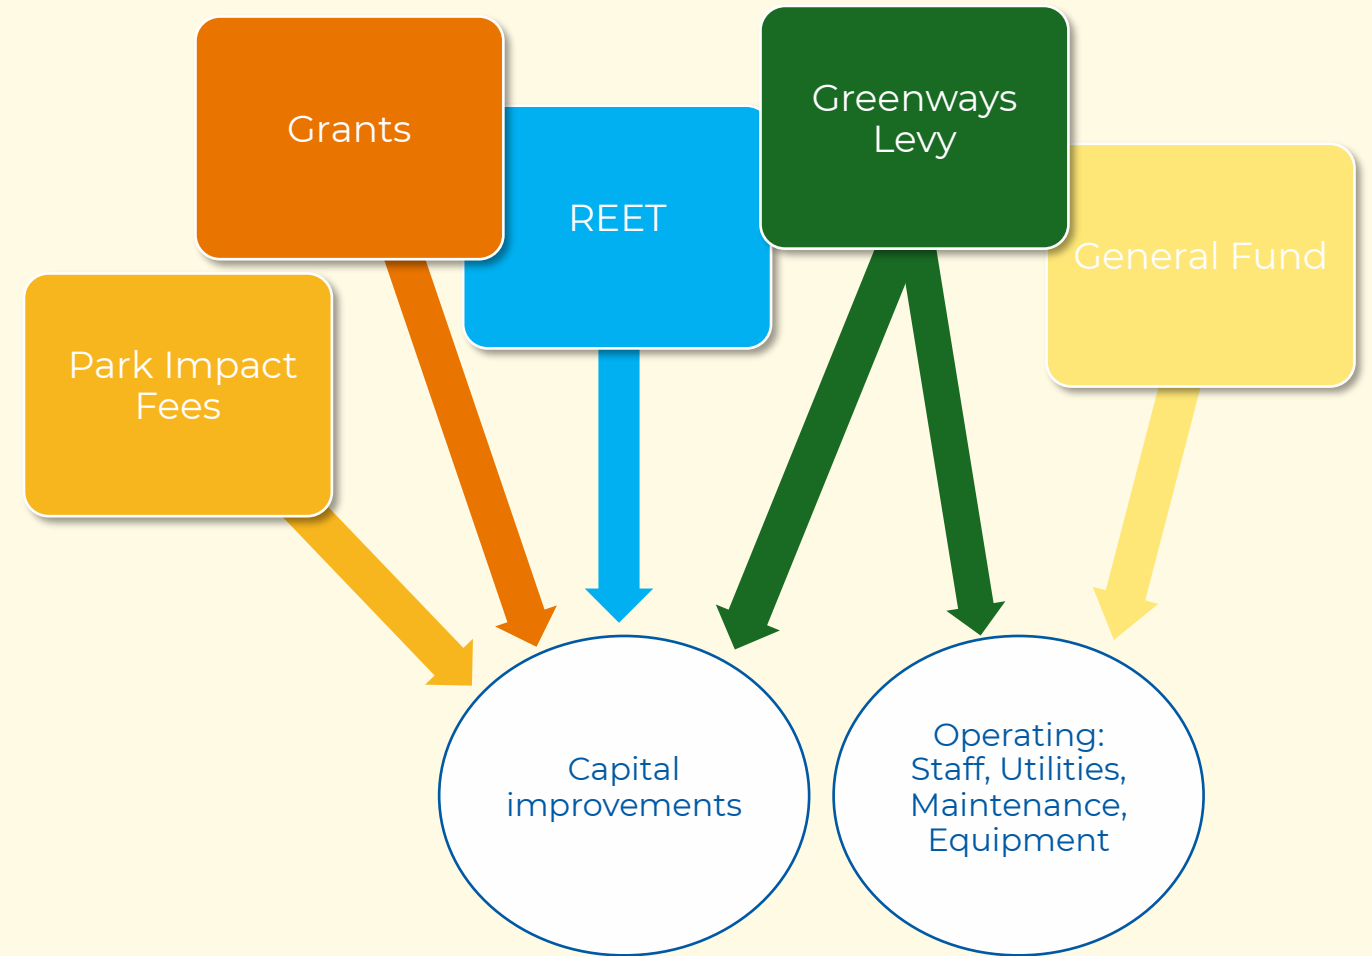 Grants
REET
Greenways
Levy
General Fund
Park Impact
Fees
Capital
improvements
Operating:
Staff, Utilities,
Maintenance,
Equipment